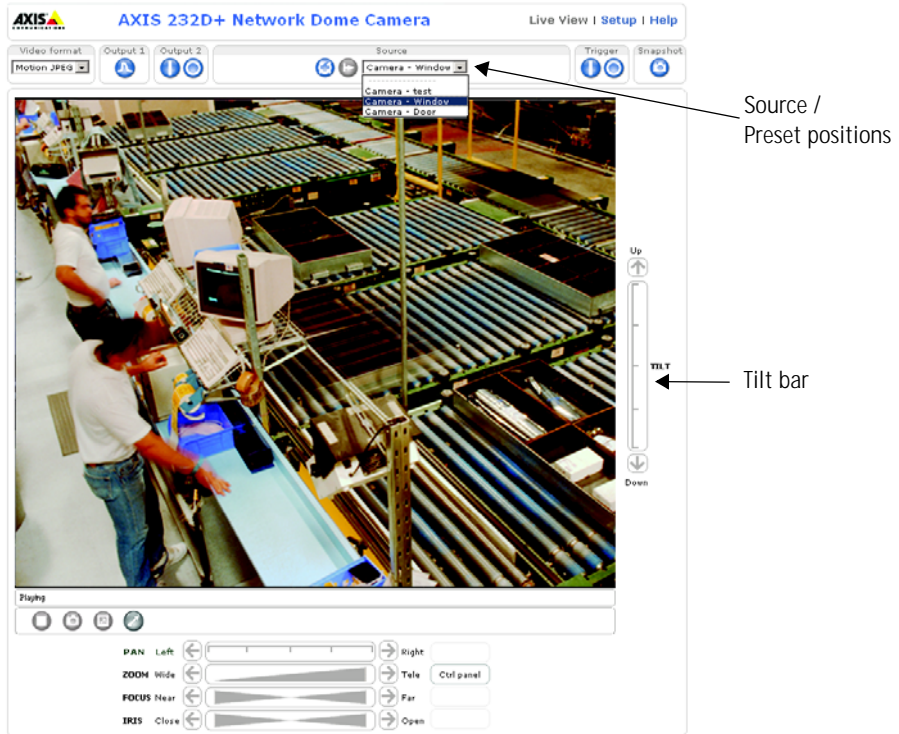 AXIS
COMMUNICATIONS
AXIS 232D+ Network Dome Camera
Live View | Setup | Help
Video format
Output 1
Output 2
Source
Trigger
Snapshot
Motion JPEG
Camera - Window
--------------------
Camera - test
Camera - Window
Camera - Door
Source /
Preset positions
Up
TILT
Tilt bar
Down
Playing
PAN Left Right
ZOOM Wide Tele Ctrl panel
FOCUS Near Far
IRIS Close Open